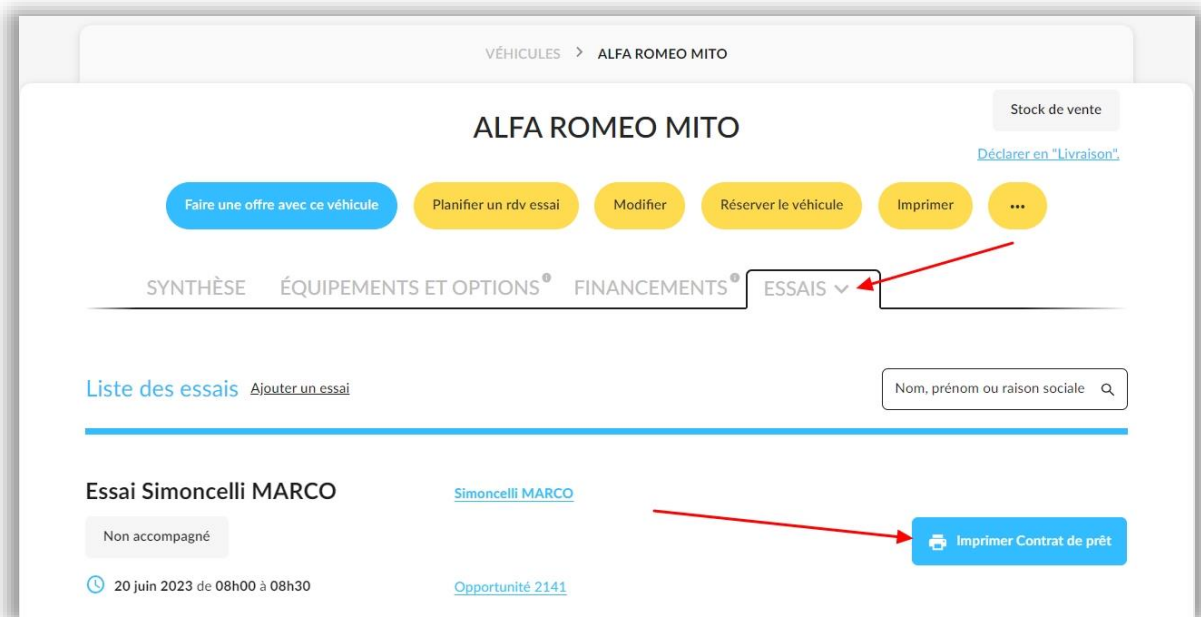 VÉHICULES > ALFA ROMEO MITO
ALFA ROMEO MITO
Stock de vente
Déclarer en "Livraison".
Faire une offre avec ce véhicule Planifier un rdv essai Modifier Réserver le véhicule Imprimer ...
SYNTHÈSE ÉQUIPEMENTS ET OPTIONS FINANCEMENTS ESSAIS
Liste des essais Ajouter un essai Nom, prénom ou raison sociale
Essai Simoncelli MARCO Simoncelli MARCO
Non accompagné Imprimer Contrat de prêt
20 juin 2023 de 08h00 à 08h30 Opportunité 2141